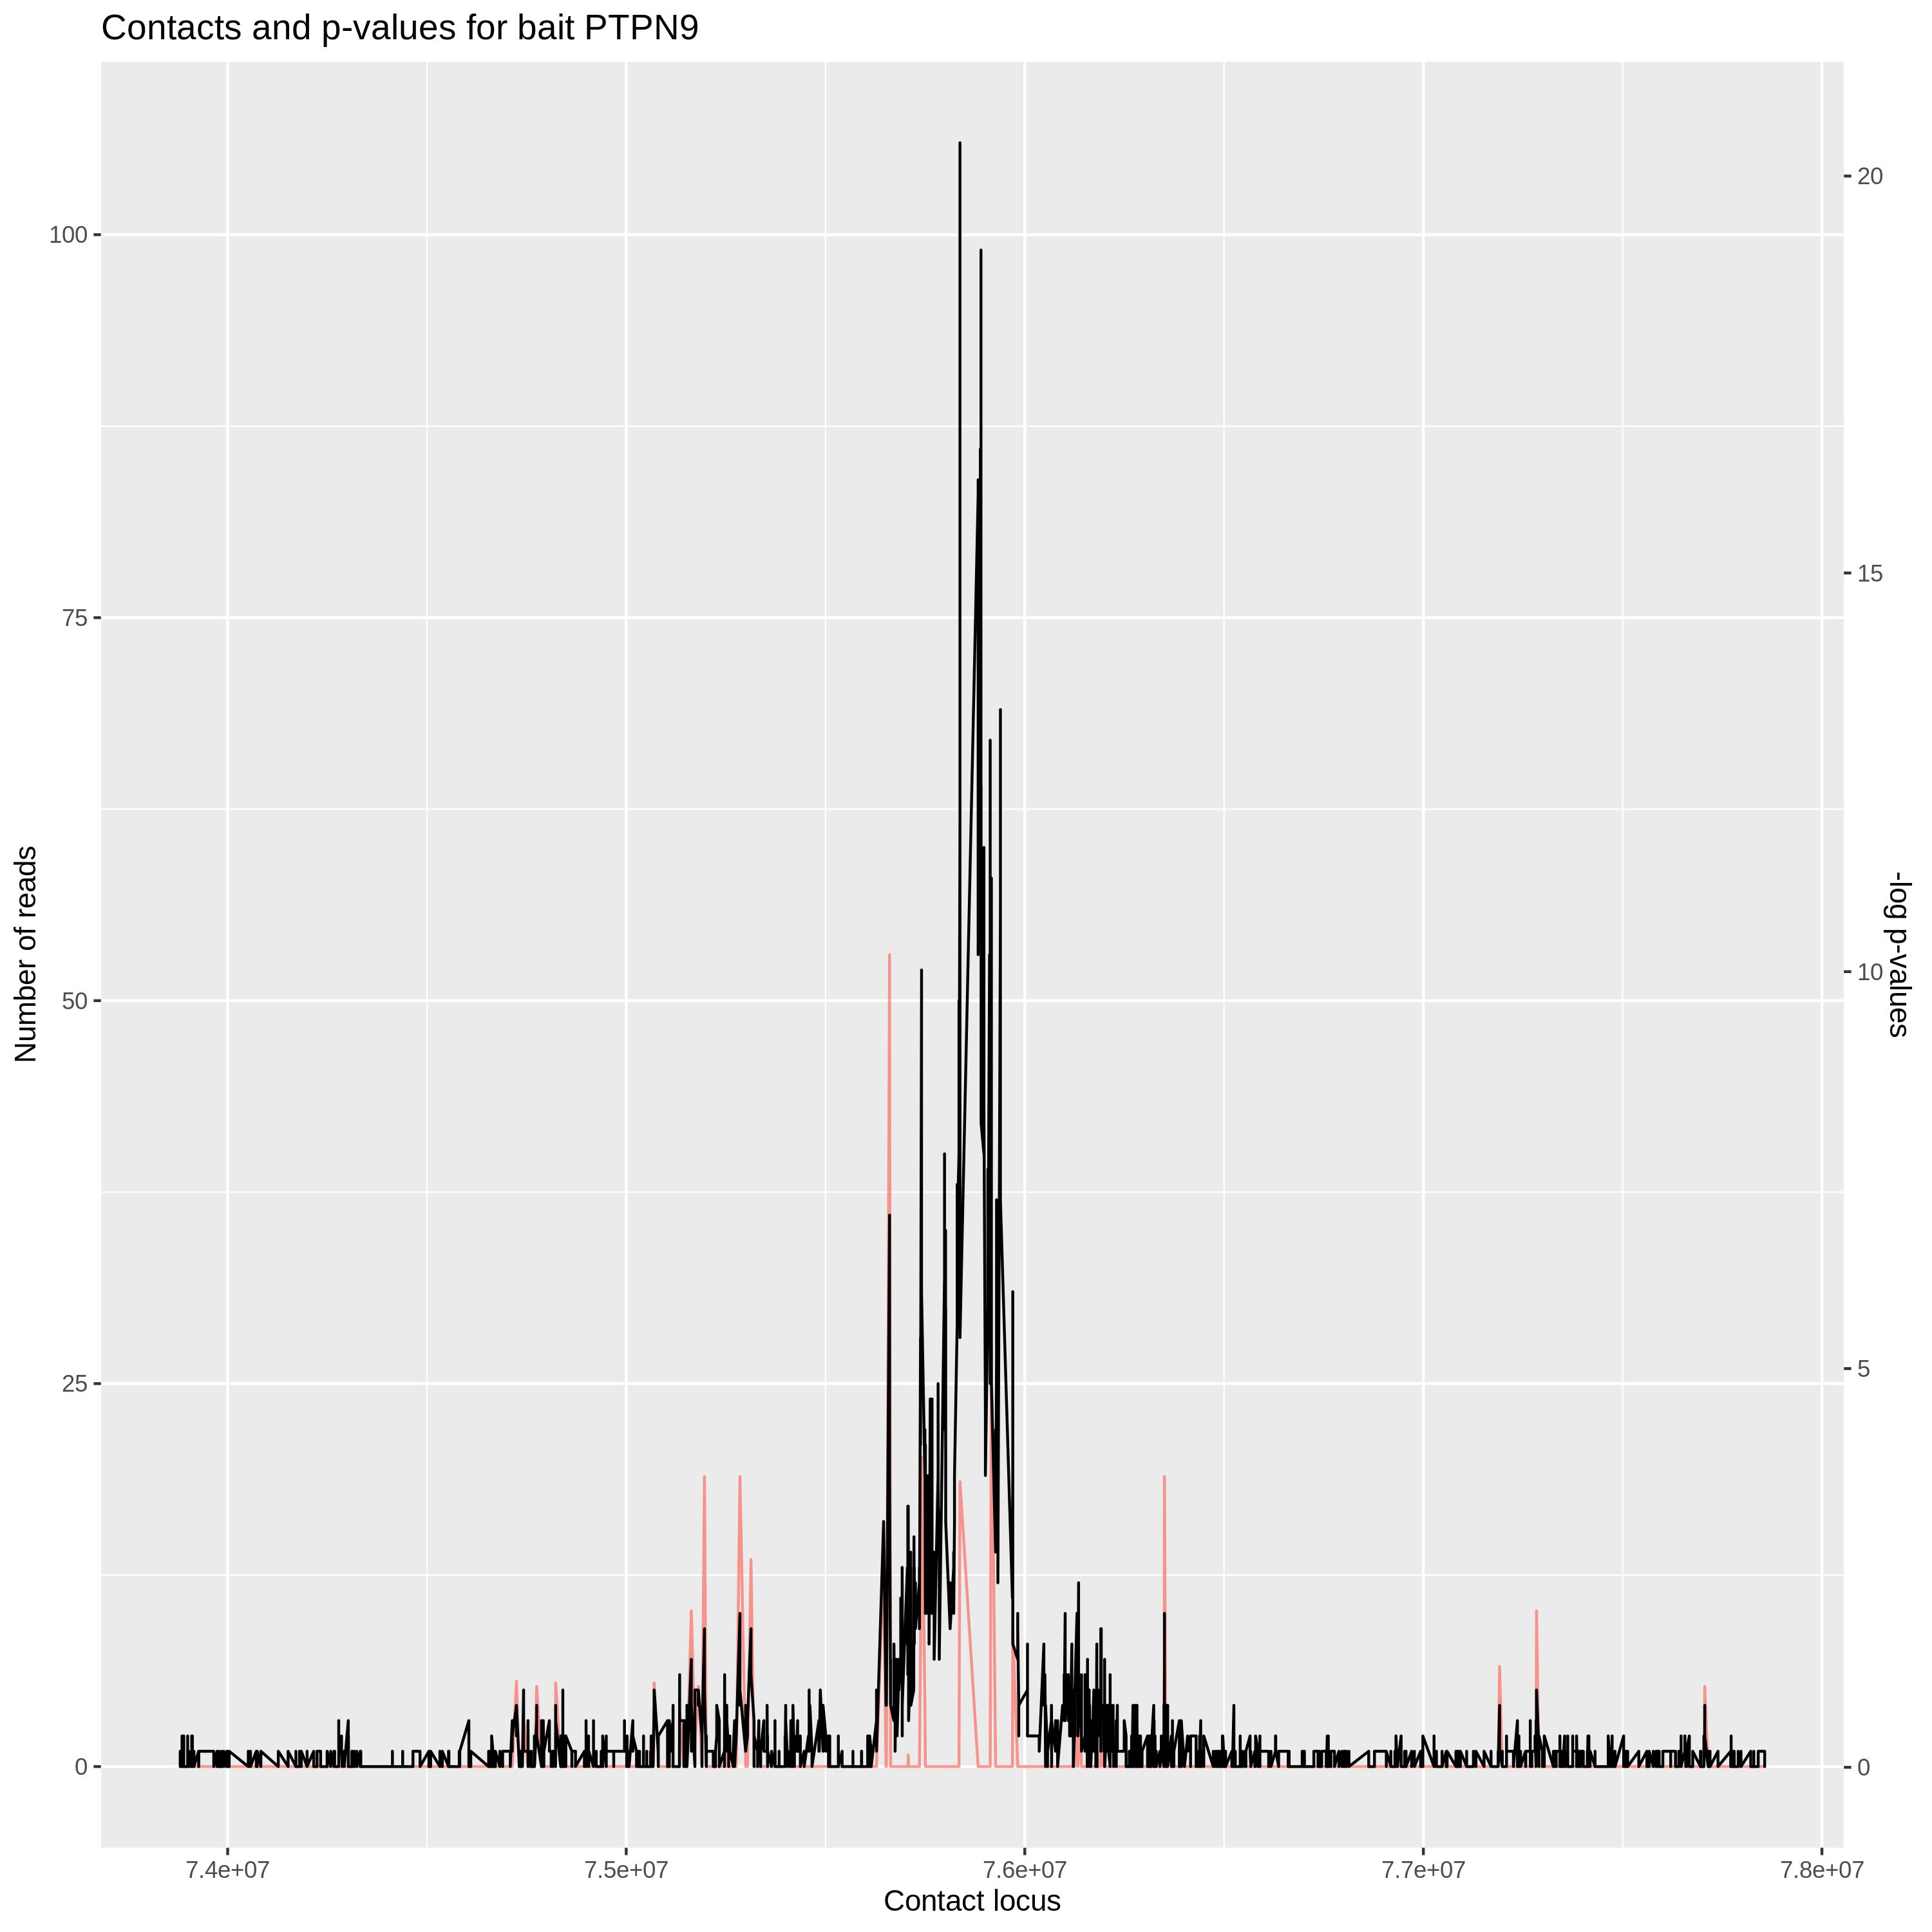 Contacts and p-values for bait PTPN9
Number of reads
100
75
50
25
0
20
15
10
5
0
-log p-values
7.4e+07 7.5e+07 7.6e+07 7.7e+07 7.8e+07
Contact locus